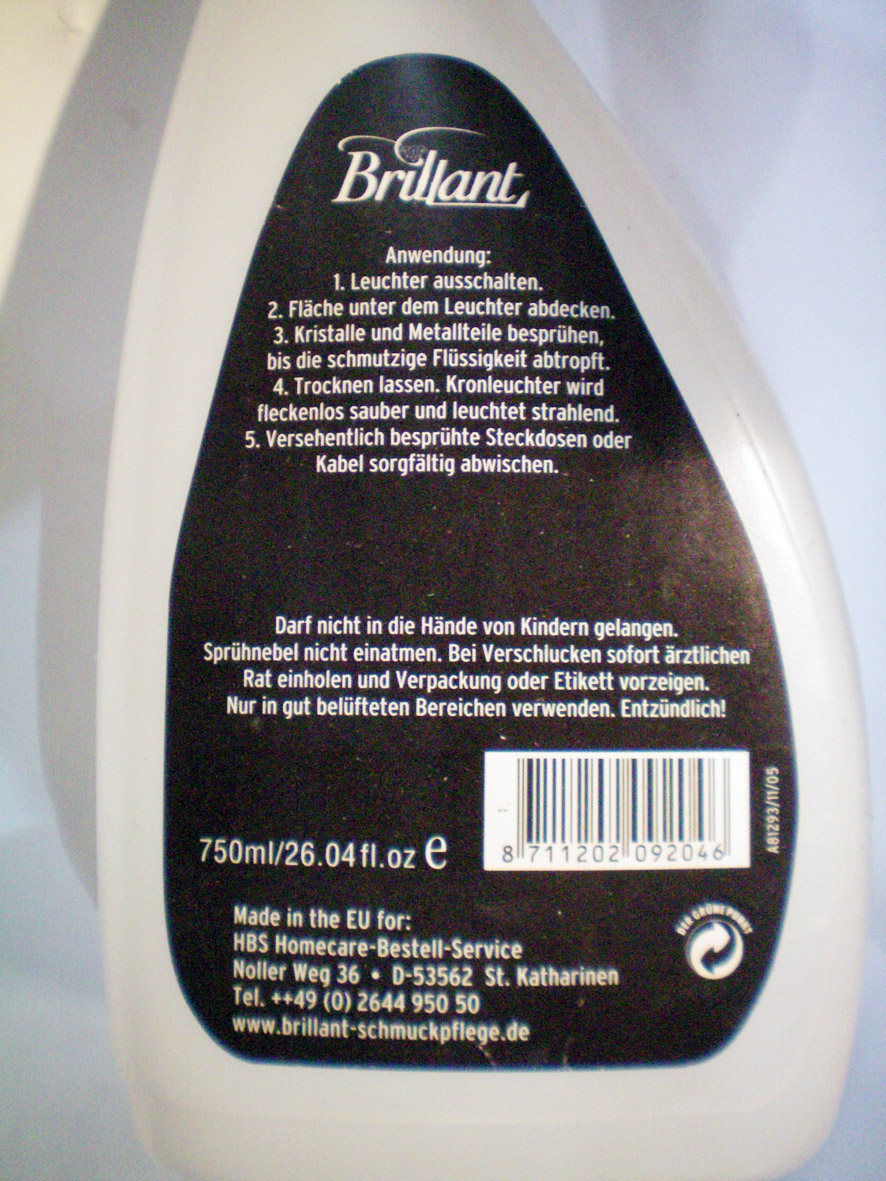 Brillant
Anwendung:
1. Leuchter ausschalten.
2. Fläche unter dem Leuchter abdecken.
3. Kristalle und Metallteile besprühen,
bis die schmutzige Flüssigkeit abtropft.
4. Trocknen lassen. Kronleuchter wird
fleckenlos sauber und leuchtet strahlend.
5. Versehentlich besprühte Steckdosen oder
Kabel sorgfältig abwischen.
Darf nicht in die Hände von Kindern gelangen.
Sprühnebel nicht einatmen. Bei Verschlucken sofort ärztlichen
Rat einholen und Verpackung oder Etikett vorzeigen.
Nur in gut belüfteten Bereichen verwenden. Entzündlich!
8 711202 092046
A81293/11/05
750ml/26.04fl.oz e
DER GRÜNE PUNKT
Made in the EU for:
HBS Homecare-Bestell-Service
Noller Weg 36 • D-53562 St. Katharinen
Tel. ++49 (0) 2644 950 50
www.brillant-schmuckpflege.de